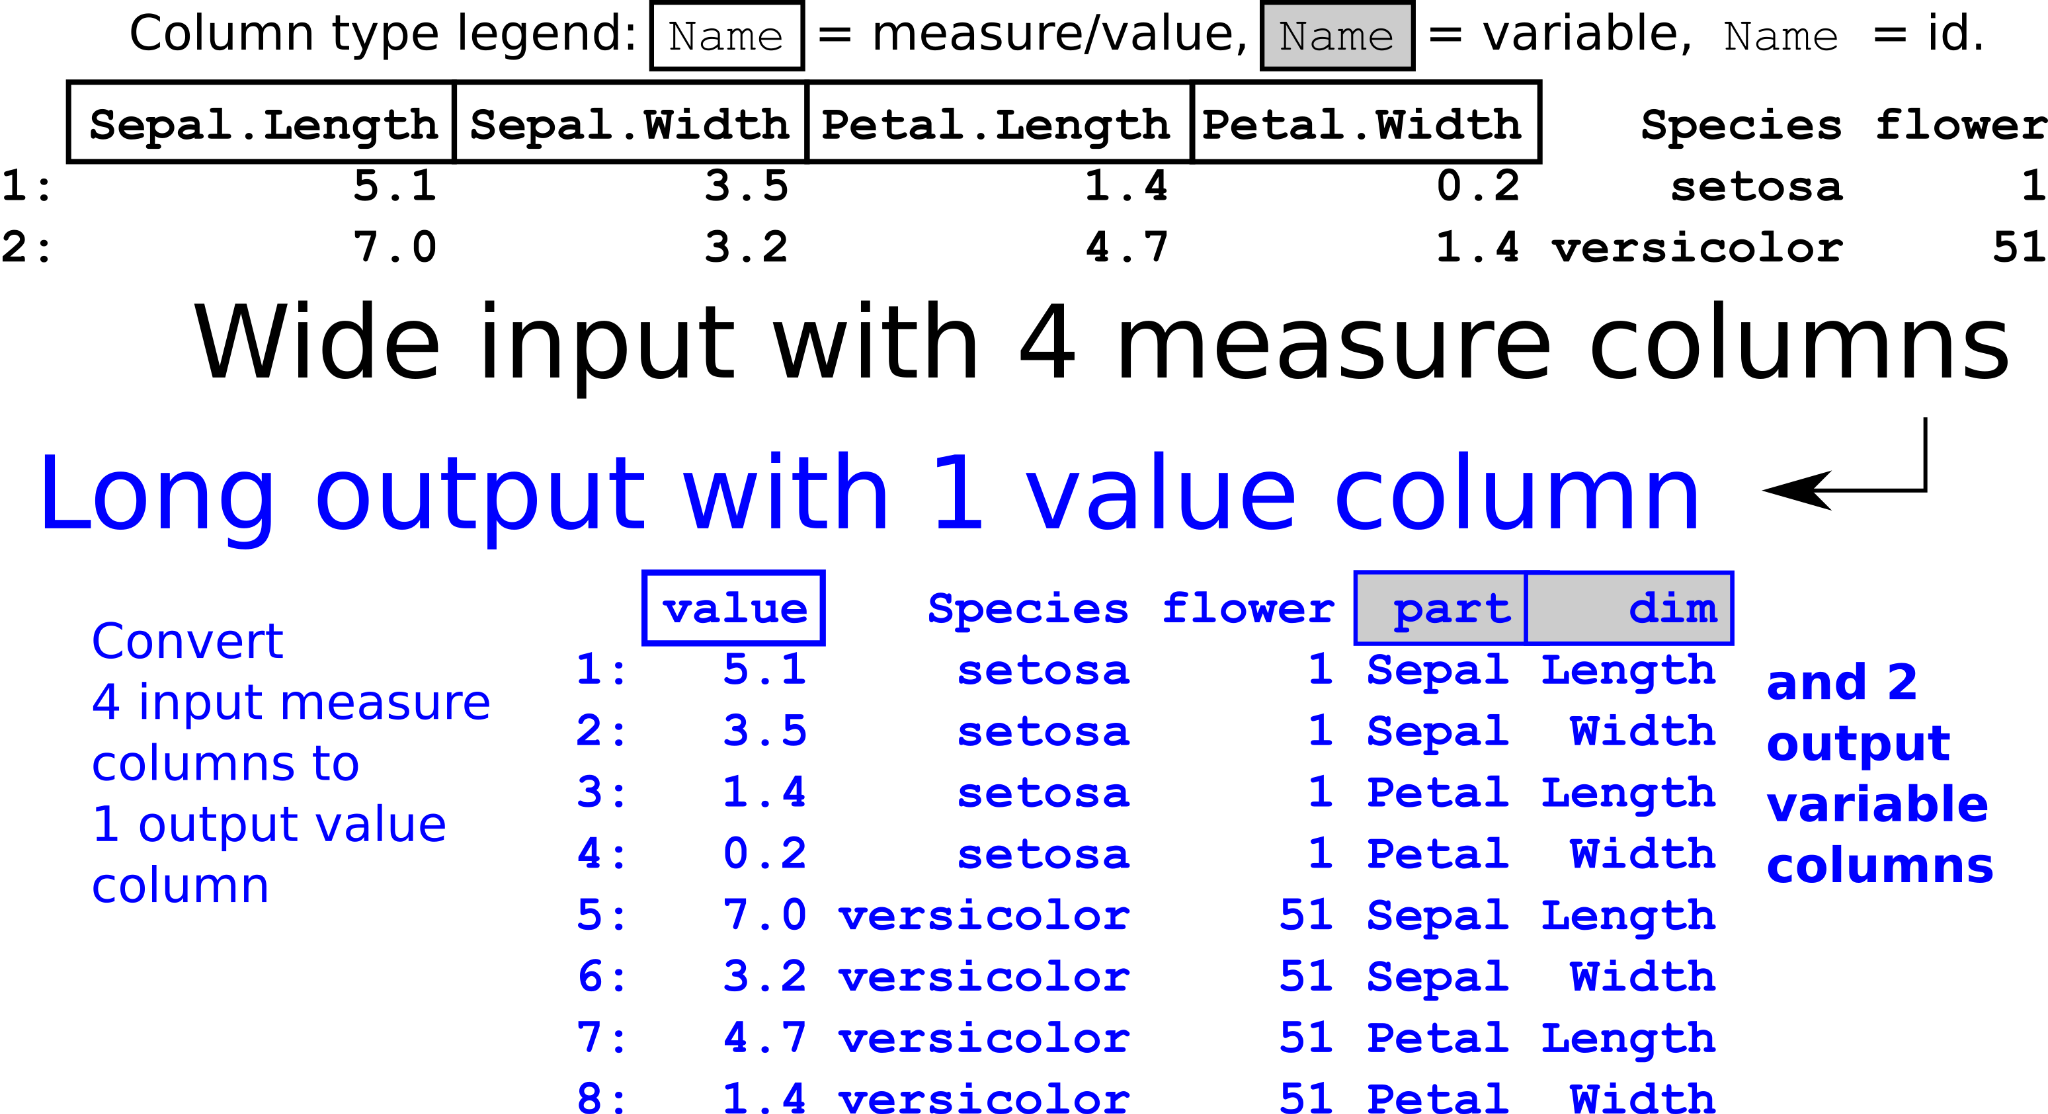 Column type legend: Name = measure/value, Name = variable, Name = id.
Sepal.Length Sepal.Width Petal.Length Petal.Width Species flower
1: 5.1 3.5 1.4 0.2 setosa 1
2: 7.0 3.2 4.7 1.4 versicolor 51
Wide input with 4 measure columns
Long output with 1 value column
Convert
4 input measure
columns to
1 output value
column
value Species flower part dim
1: 5.1 setosa 1 Sepal Length
2: 3.5 setosa 1 Sepal Width
3: 1.4 setosa 1 Petal Length
4: 0.2 setosa 1 Petal Width
5: 7.0 versicolor 51 Sepal Length
6: 3.2 versicolor 51 Sepal Width
7: 4.7 versicolor 51 Petal Length
8: 1.4 versicolor 51 Petal Width
and 2
output
variable
columns